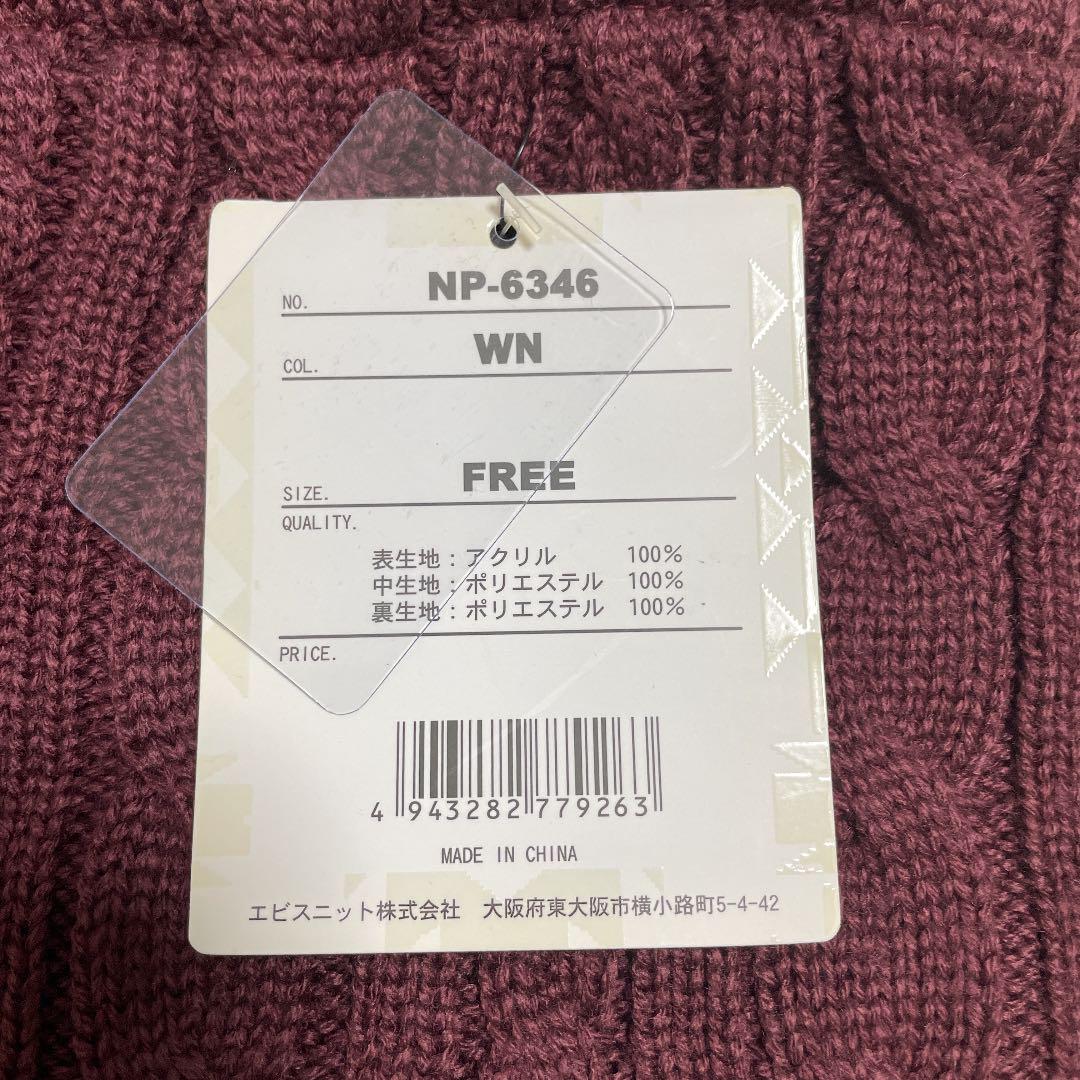 NO. NP-6346
COL. WN
SIZE. FREE
QUALITY.
表生地：アクリル 100%
中生地：ポリエステル 100%
裏生地：ポリエステル 100%
PRICE.
4 943282 779263
MADE IN CHINA
エビスニット株式会社 大阪府東大阪市横小路町5-4-42